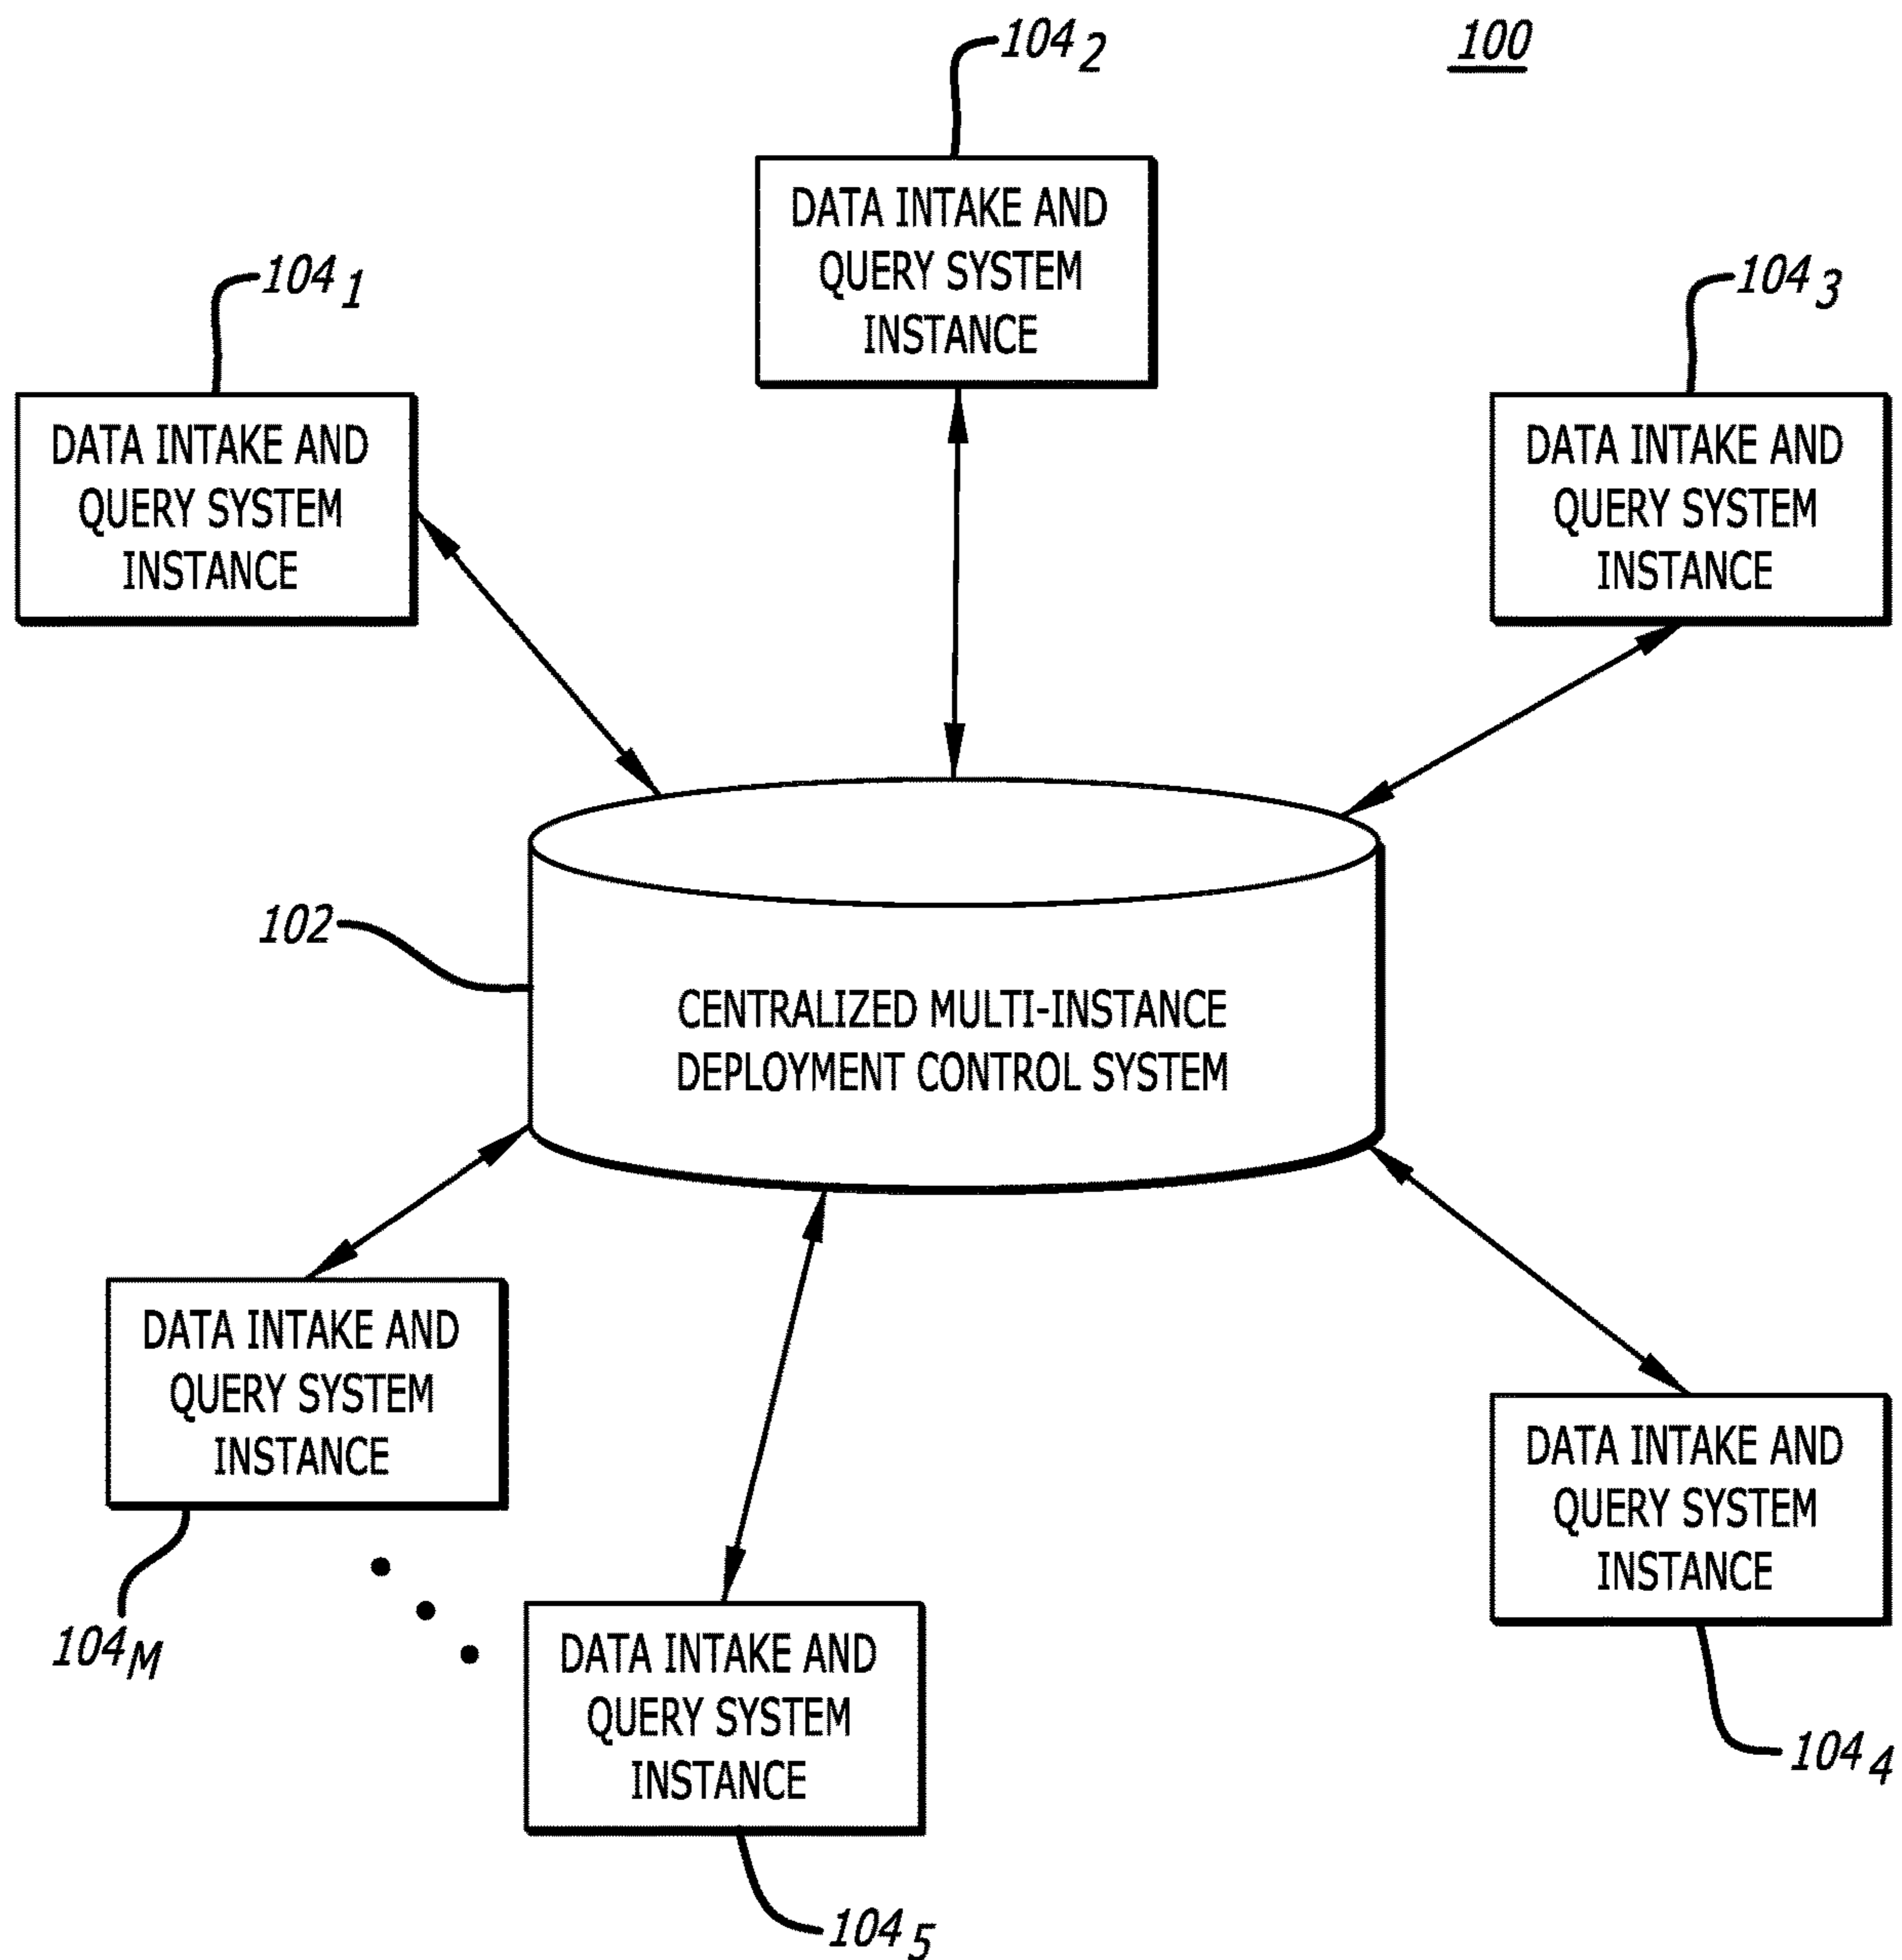 104 2
100
DATA INTAKE AND
QUERY SYSTEM
INSTANCE
104 1
104 3
DATA INTAKE AND
QUERY SYSTEM
INSTANCE
DATA INTAKE AND
QUERY SYSTEM
INSTANCE
102
CENTRALIZED MULTI-INSTANCE
DEPLOYMENT CONTROL SYSTEM
DATA INTAKE AND
QUERY SYSTEM
INSTANCE
104 M
DATA INTAKE AND
QUERY SYSTEM
INSTANCE
104 4
DATA INTAKE AND
QUERY SYSTEM
INSTANCE
104 5